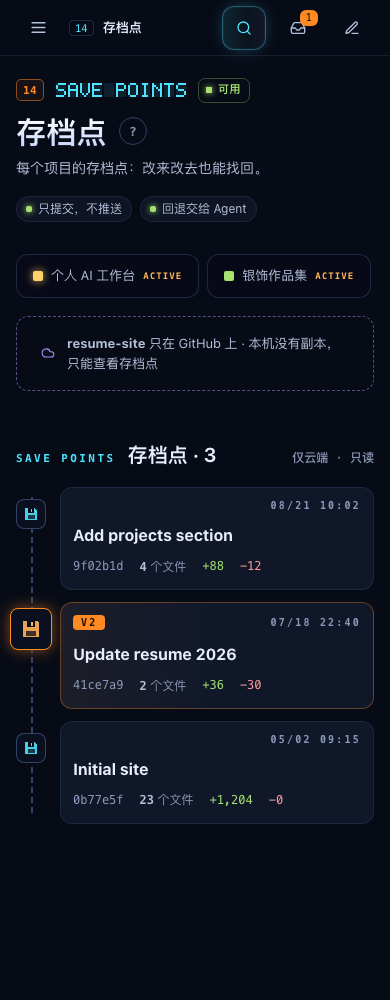 14 存档点 1
14 SAVE POINTS 可用
存档点 ?
每个项目的存档点：改来改去也能找回。
只提交，不推送 回退交给 Agent
个人 AI 工作台 ACTIVE 银饰作品集 ACTIVE
resume-site 只在 GitHub 上 · 本机没有副本，
只能查看存档点
SAVE POINTS 存档点 · 3 仅云端 · 只读
08/21 10:02
Add projects section
9f02b1d 4 个文件 +88 −12
V2 07/18 22:40
Update resume 2026
41ce7a9 2 个文件 +36 −30
05/02 09:15
Initial site
0b77e5f 23 个文件 +1,204 −0